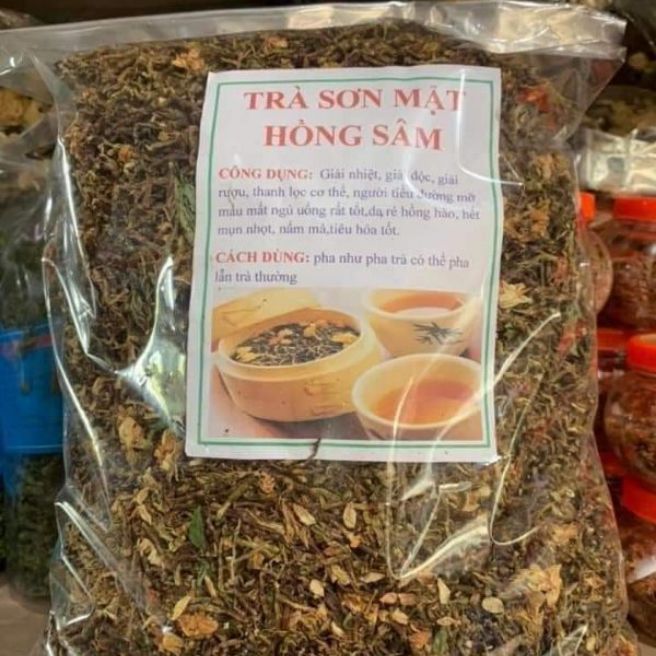 TRÀ SƠN MẬT
HỒNG SÂM
CÔNG DỤNG: Giải nhiệt, giải độc, giải
rượu, thanh lọc cơ thể, người tiểu đường mỡ
máu mất ngủ uống rất tốt,da rẻ hồng hào, hết
mụn nhọt, nấm má,tiêu hóa tốt.
CÁCH DÙNG: pha như pha trà có thể pha
lẫn trà thường